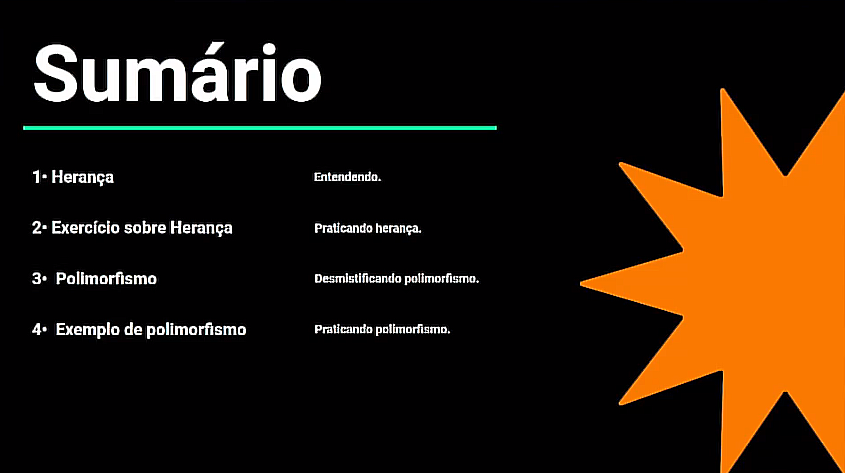 Sumário
1• Herança Entendendo.
2• Exercício sobre Herança Praticando herança.
3• Polimorfismo Desmistificando polimorfismo.
4• Exemplo de polimorfismo Praticando polimorfismo.